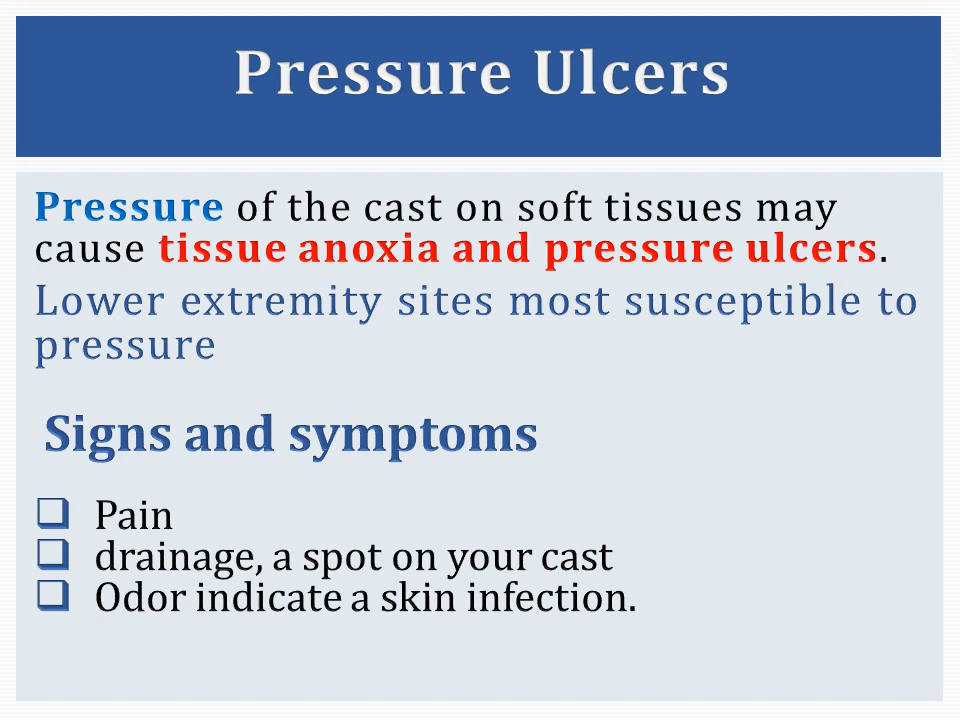 Pressure Ulcers
Pressure of the cast on soft tissues may
cause tissue anoxia and pressure ulcers.
Lower extremity sites most susceptible to
pressure
Signs and symptoms
Pain
drainage, a spot on your cast
Odor indicate a skin infection.